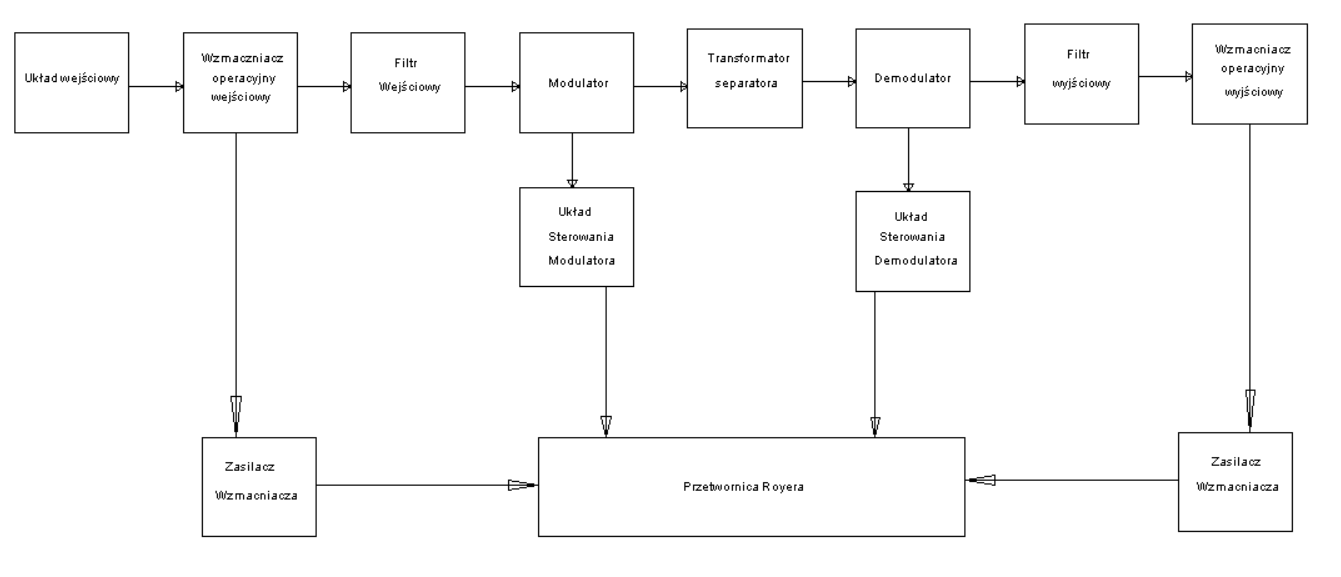 Układ wejściowy
Wzmaczniacz
operacyjny
wejściowy
Filtr
Wejściowy
Modulator
Transformator
separatora
Demodulator
Filtr
wyjściowy
Wzmacniacz
operacyjny
wyjściowy
Układ
Sterowania
Modulatora
Układ
Sterowania
Demodulatora
Zasilacz
Wzmacniacza
Przetwornica Royera
Zasilacz
Wzmacniacza